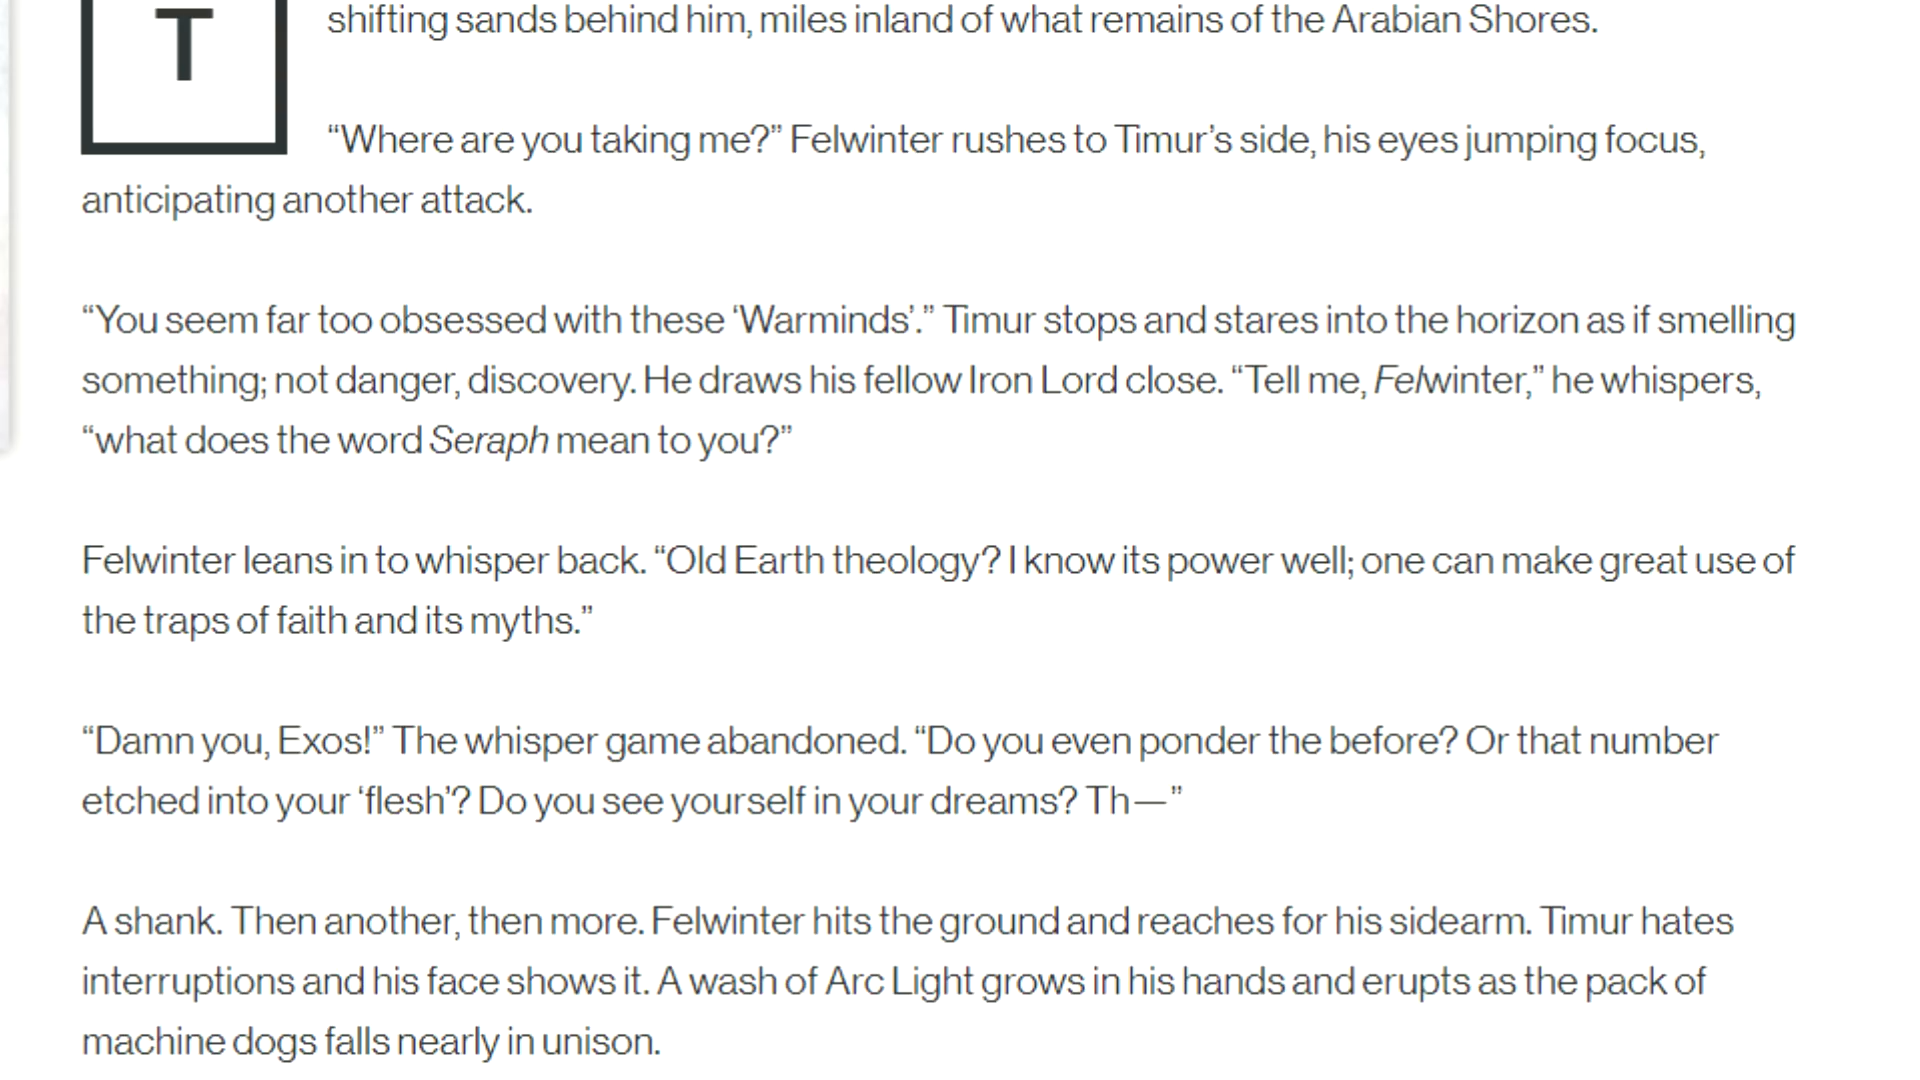 T
shifting sands behind him, miles inland of what remains of the Arabian Shores.
“Where are you taking me?” Felwinter rushes to Timur’s side, his eyes jumping focus,
anticipating another attack.
“You seem far too obsessed with these ‘Warminds’.” Timur stops and stares into the horizon as if smelling
something; not danger, discovery. He draws his fellow Iron Lord close. “Tell me, Felwinter,” he whispers,
“what does the word Seraph mean to you?”
Felwinter leans in to whisper back. “Old Earth theology? I know its power well; one can make great use of
the traps of faith and its myths.”
“Damn you, Exos!” The whisper game abandoned. “Do you even ponder the before? Or that number
etched into your ‘flesh’? Do you see yourself in your dreams? Th—”
A shank. Then another, then more. Felwinter hits the ground and reaches for his sidearm. Timur hates
interruptions and his face shows it. A wash of Arc Light grows in his hands and erupts as the pack of
machine dogs falls nearly in unison.